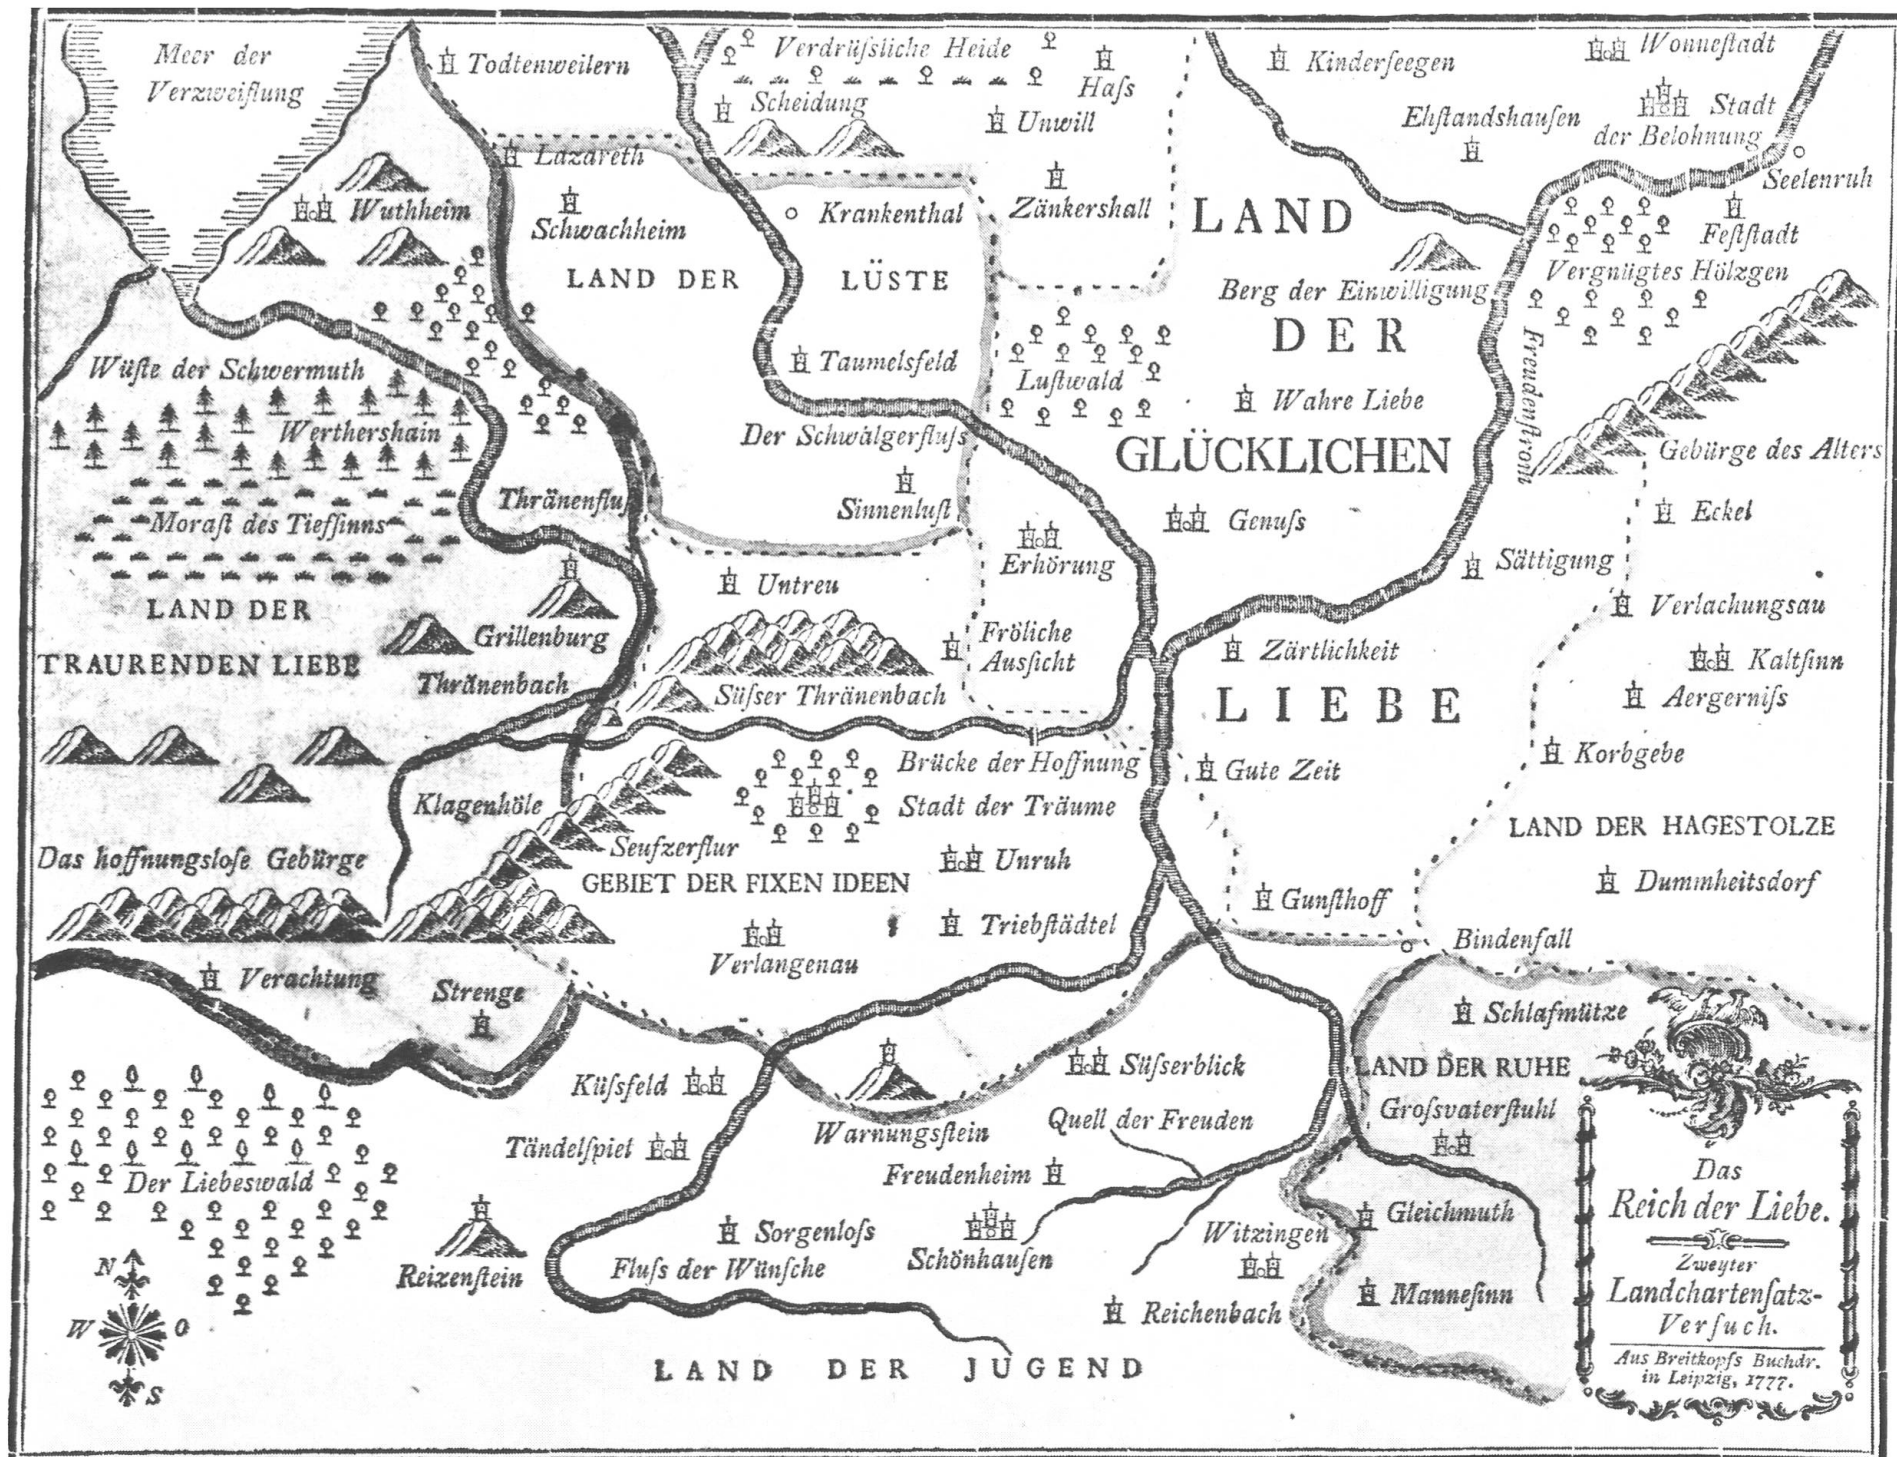 Meer der
Verzweiflung
Todtenweilern
Verdrüſsliche Heide
Haſs
Scheidung
Unwill
Kinderſeegen
Wonneſtadt
Stadt
der Belohnung
Ehſtandshauſen
Seelenruh
Lazareth
Wuthheim
Schwachheim
Krankenthal
Zänkershall
LAND
Feſtſtadt
LAND DER LÜSTE
Vergnügtes Hölzgen
Berg der Einwilligung
DER
Freudenſtrom
Wüſte der Schwermuth
Taumelsfeld
Luſtwald
Wahre Liebe
Werthershain
Der Schwälgerfluſs
GLÜCKLICHEN
Gebürge des Alters
Thränenfluſs
Sinnenluſt
Moraſt des Tieffinns
Genuſs
Eckel
Erhörung
Sättigung
Untreu
LAND DER
TRAURENDEN LIEBE
Verlachungsau
Grillenburg
Fröliche
Ausſicht
Zärtlichkeit
Kaltſinn
Thränenbach
Süſser Thränenbach
Aergerniſs
LIEBE
Brücke der Hoffnung
Gute Zeit
Korbgebe
Klagenhöle
Stadt der Träume
LAND DER HAGESTOLZE
Das hoffnungsloſe Gebürge
Seufzerflur
Unruh
GEBIET DER FIXEN IDEEN
Dummheitsdorf
Gunſthoff
Triebſtädtel
Bindenfall
Verlangenau
Verachtung
Strenge
Schlafmütze
Küſsfeld
Süſserblick
LAND DER RUHE
Groſsvaterſtuhl
Warnungsſtein
Quell der Freuden
Tändelſpiel
Freudenheim
Der Liebeswald
Gleichmuth
Sorgenloſs
Schönhauſen
Witzingen
Reizenſtein
Fluſs der Wünſche
Mannesinn
Reichenbach
LAND DER JUGEND
N
W
O
S
Das
Reich der Liebe.
Zweyter
Landchartenſatz-
Verſuch.
Aus Breitkopfs Buchdr.
in Leipzig, 1777.